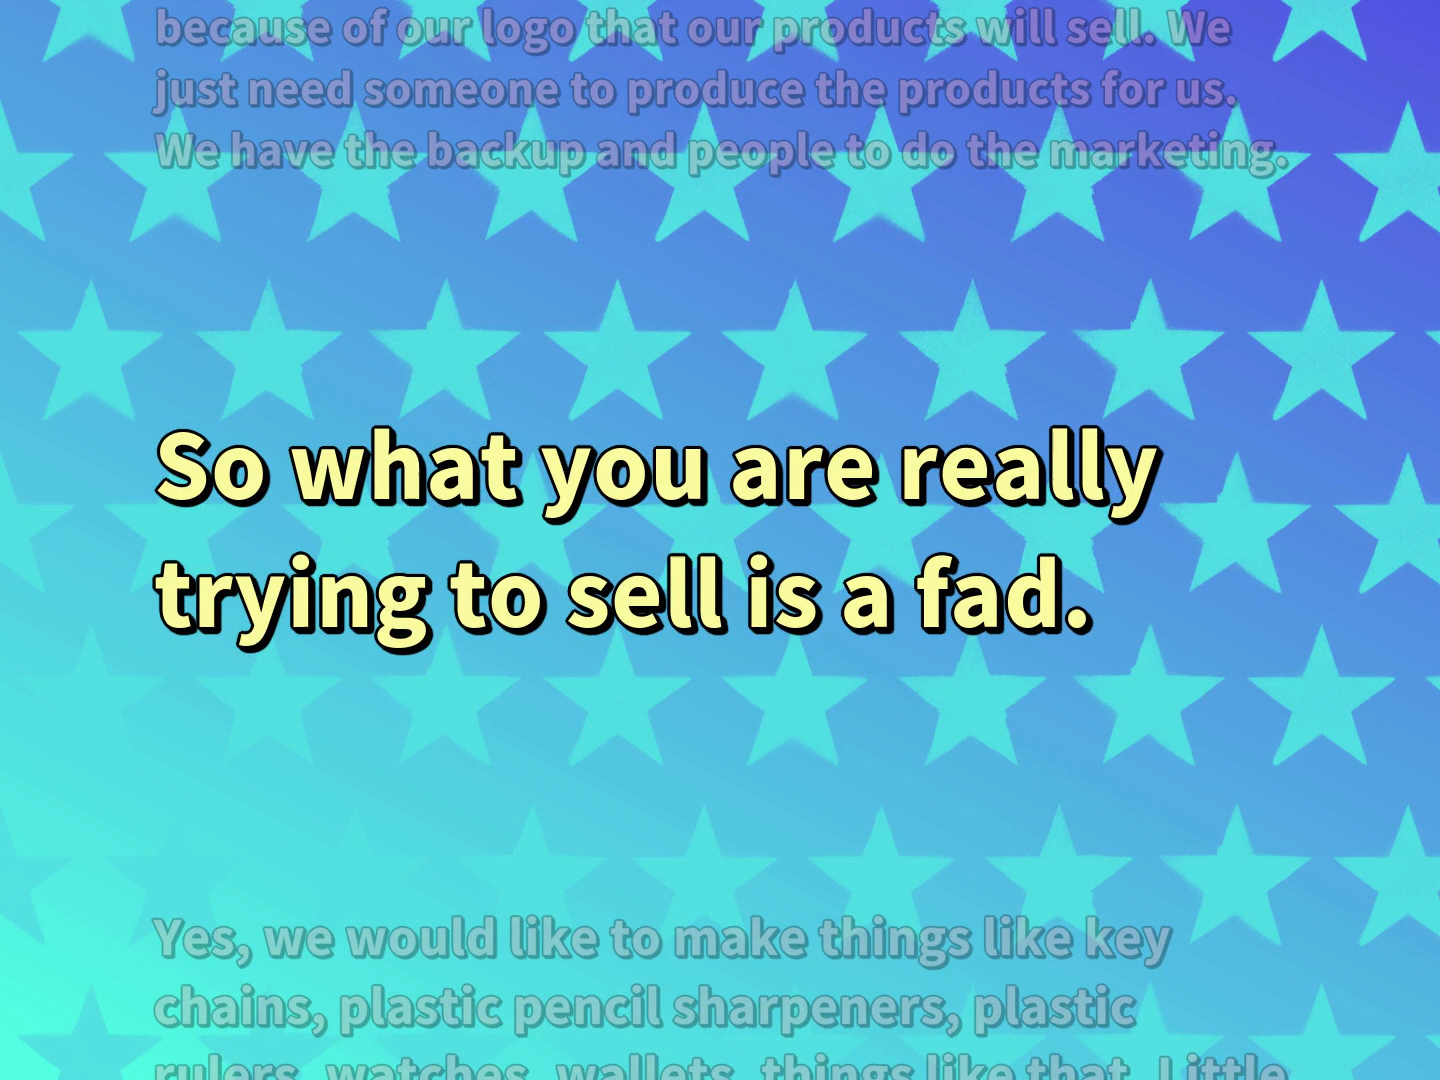 because of our logo that our products will sell. We
just need someone to produce the products for us.
We have the backup and people to do the marketing.
So what you are really
trying to sell is a fad.
Yes, we would like to make things like key
chains, plastic pencil sharpeners, plastic
rulers, watches, wallets, things like that. Little